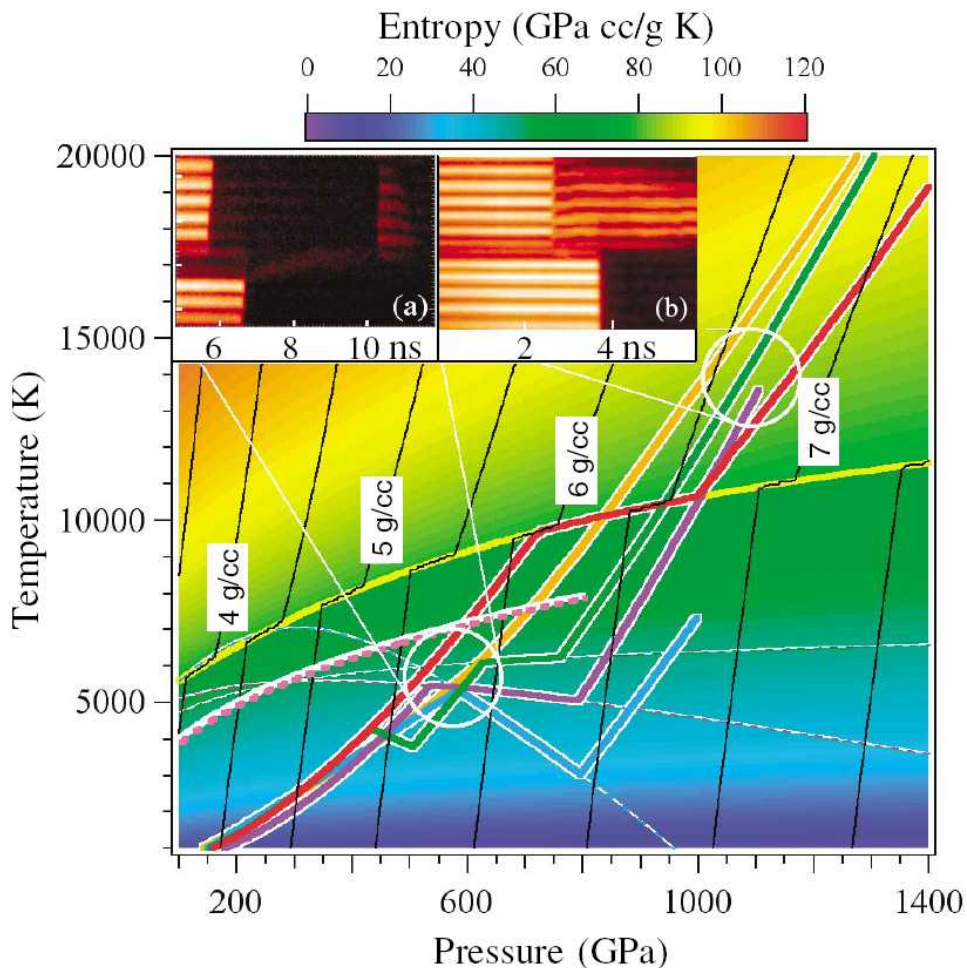 Entropy (GPa cc/g K)
0 20 40 60 80 100 120
20000
15000
10000
5000
Temperature (K)
(a)
(b)
6 8 10 ns
2 4 ns
4 g/cc
5 g/cc
6 g/cc
7 g/cc
200 600 1000 1400
Pressure (GPa)